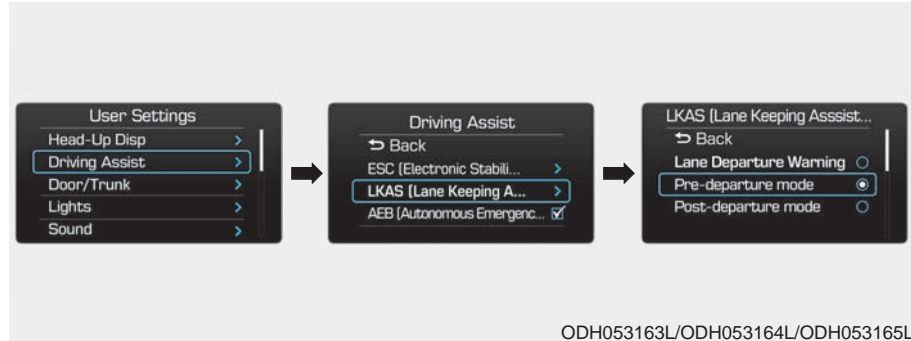 User Settings
Head-Up Disp
Driving Assist
Door/Trunk
Lights
Sound
Driving Assist
Back
ESC (Electronic Stabili...
LKAS (Lane Keeping A...
AEB (Autonomous Emergenc...
LKAS (Lane Keeping Asssist...
Back
Lane Departure Warning
Pre-departure mode
Post-departure mode
ODH053163L/ODH053164L/ODH053165L